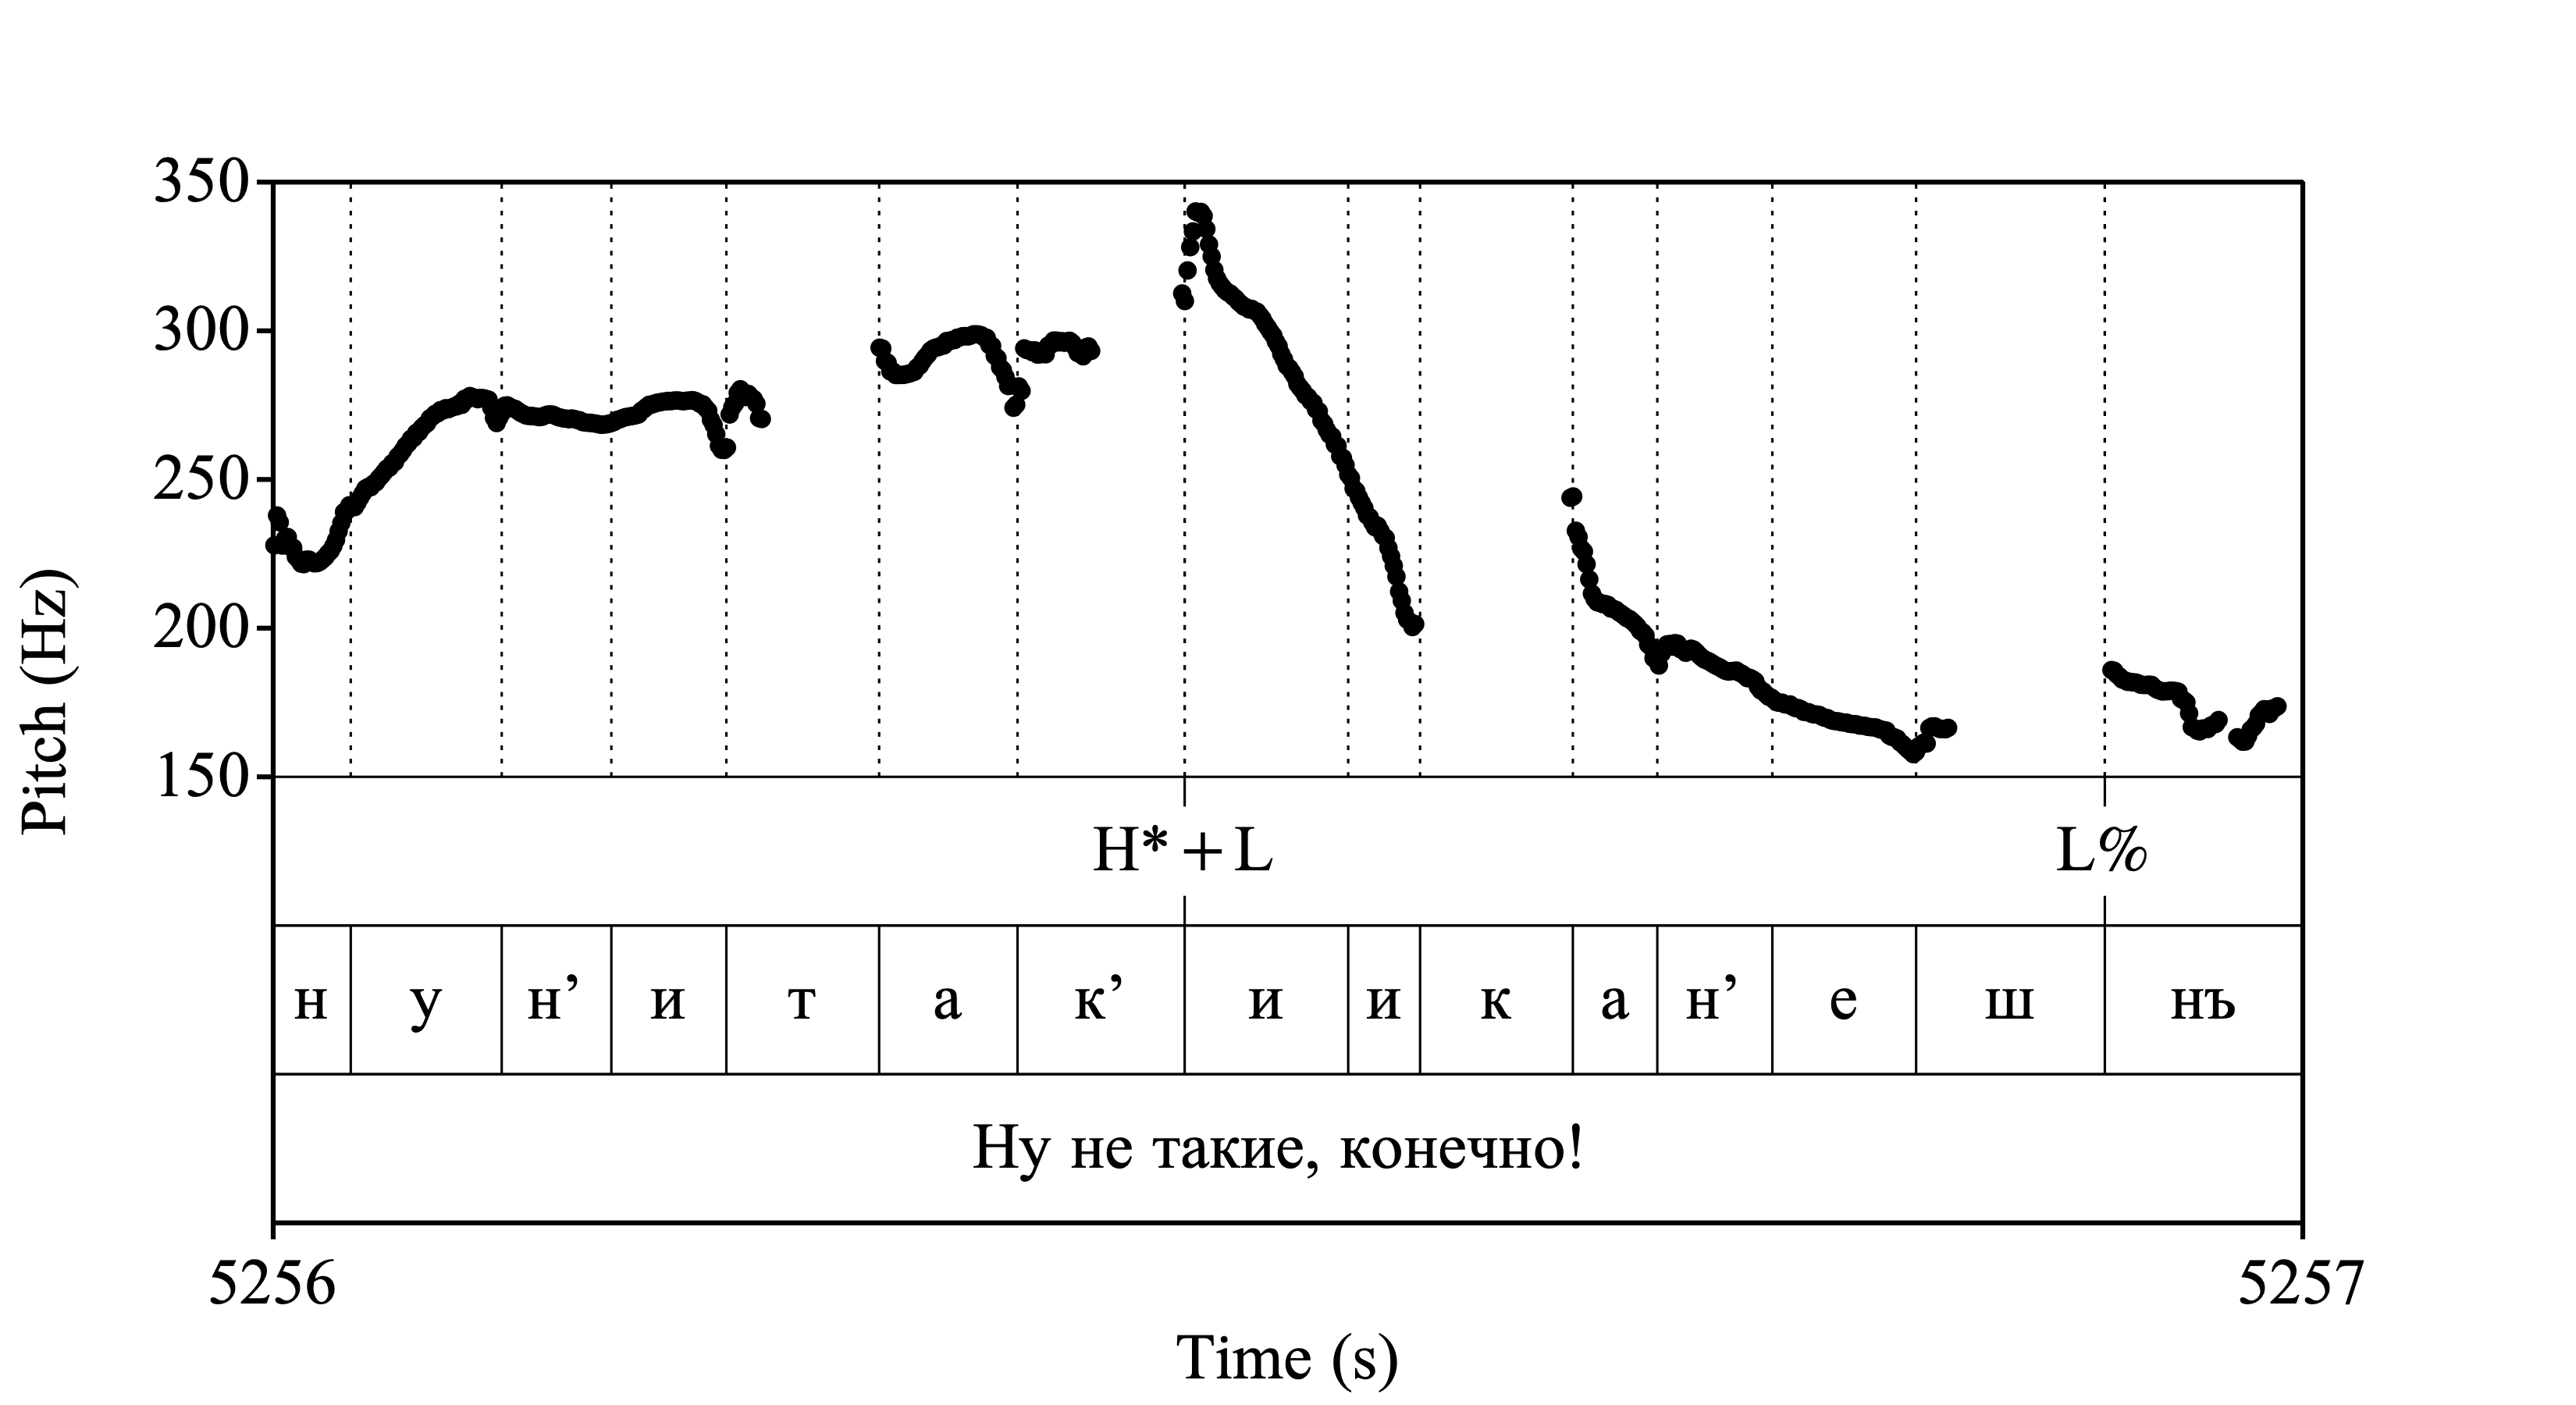 350
300
250
200
150
Pitch (Hz)
H* + L L%
н у н’ и т а к’ и и к а н’ е ш нъ
Ну не такие, конечно!
5256 5257
Time (s)